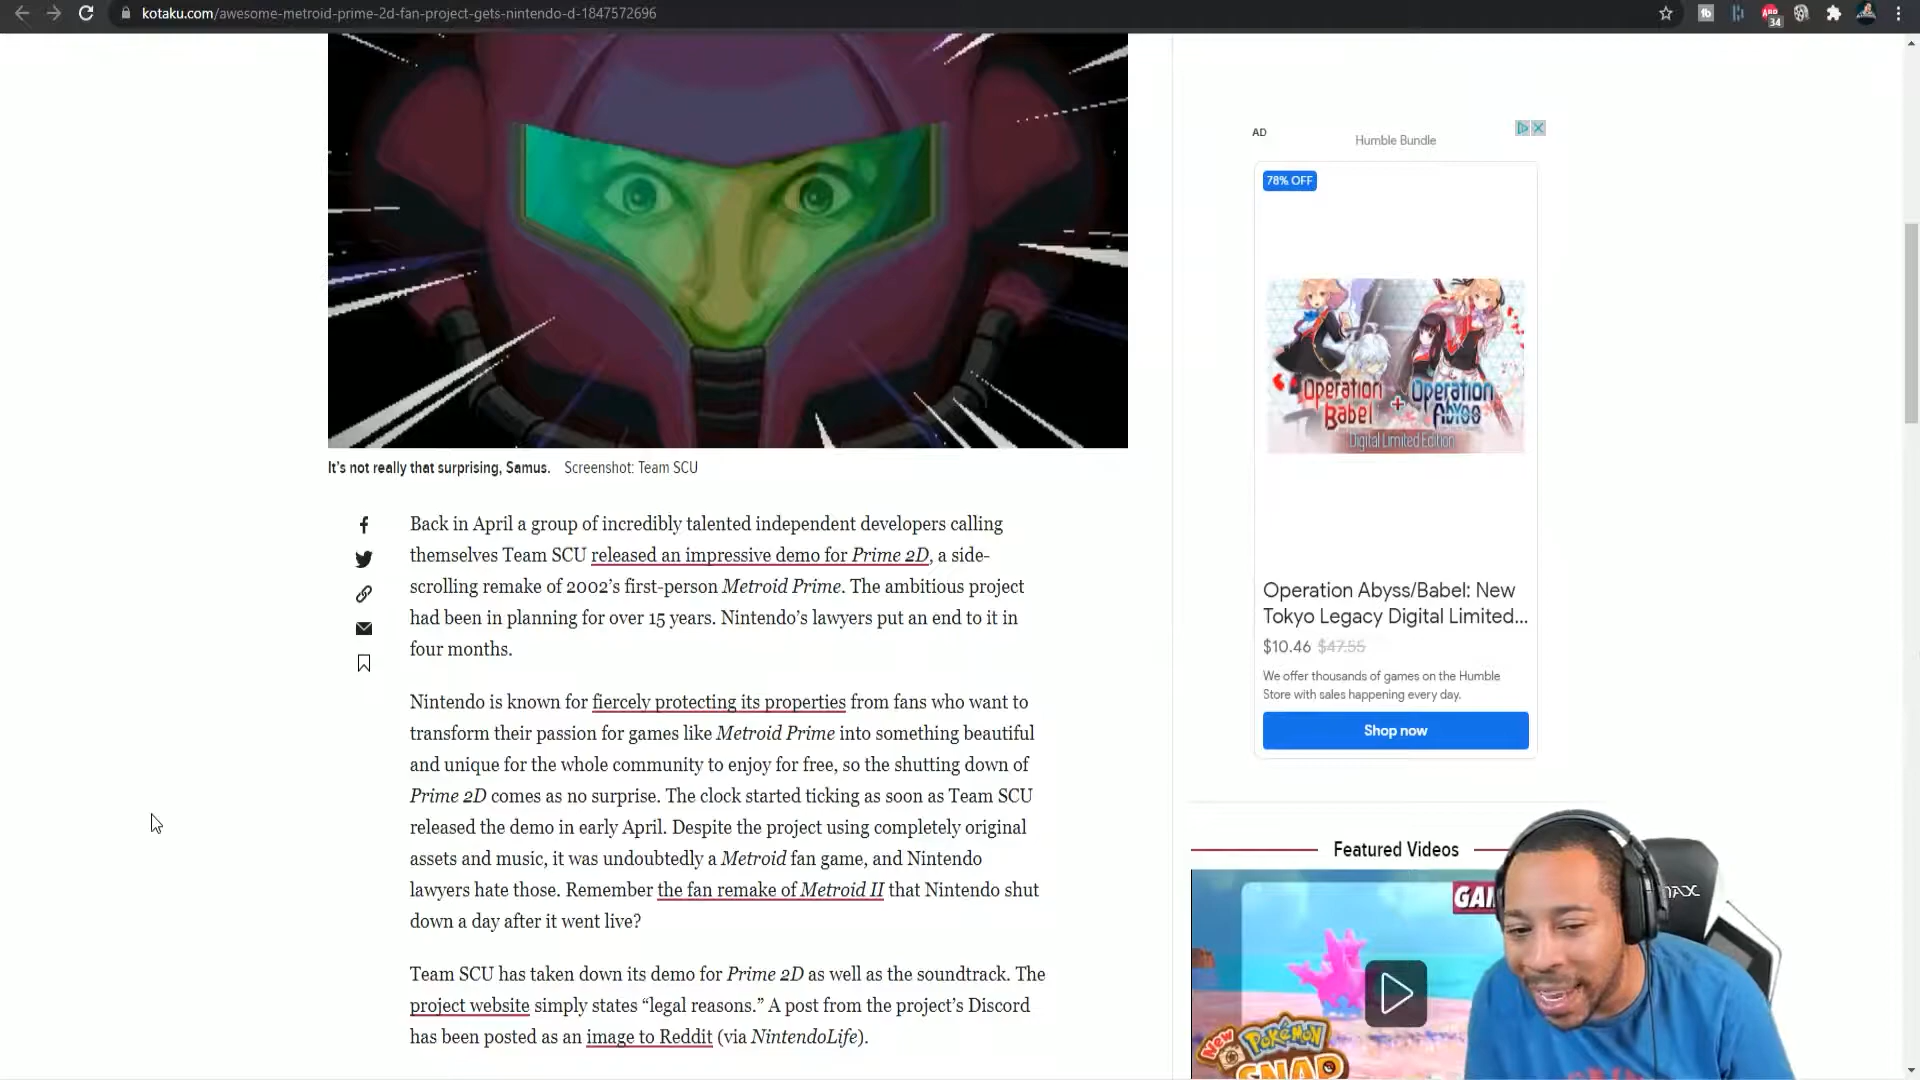 kotaku.com/awesome-metroid-prime-2d-fan-project-gets-nintendo-d-1847572696
34
AD
Humble Bundle
78% OFF
Operation Babel + Operation Abyss
Digital Limited Edition
Operation Abyss/Babel: New
Tokyo Legacy Digital Limited...
$10.46 $47.55
We offer thousands of games on the Humble
Store with sales happening every day.
Shop now
It's not really that surprising, Samus. Screenshot: Team SCU
Back in April a group of incredibly talented independent developers calling
themselves Team SCU released an impressive demo for Prime 2D, a side-
scrolling remake of 2002's first-person Metroid Prime. The ambitious project
had been in planning for over 15 years. Nintendo's lawyers put an end to it in
four months.
Nintendo is known for fiercely protecting its properties from fans who want to
transform their passion for games like Metroid Prime into something beautiful
and unique for the whole community to enjoy for free, so the shutting down of
Prime 2D comes as no surprise. The clock started ticking as soon as Team SCU
released the demo in early April. Despite the project using completely original
assets and music, it was undoubtedly a Metroid fan game, and Nintendo
lawyers hate those. Remember the fan remake of Metroid II that Nintendo shut
down a day after it went live?
Team SCU has taken down its demo for Prime 2D as well as the soundtrack. The
project website simply states “legal reasons.” A post from the project's Discord
has been posted as an image to Reddit (via NintendoLife).
Featured Videos
New
Pokémon
SNAP